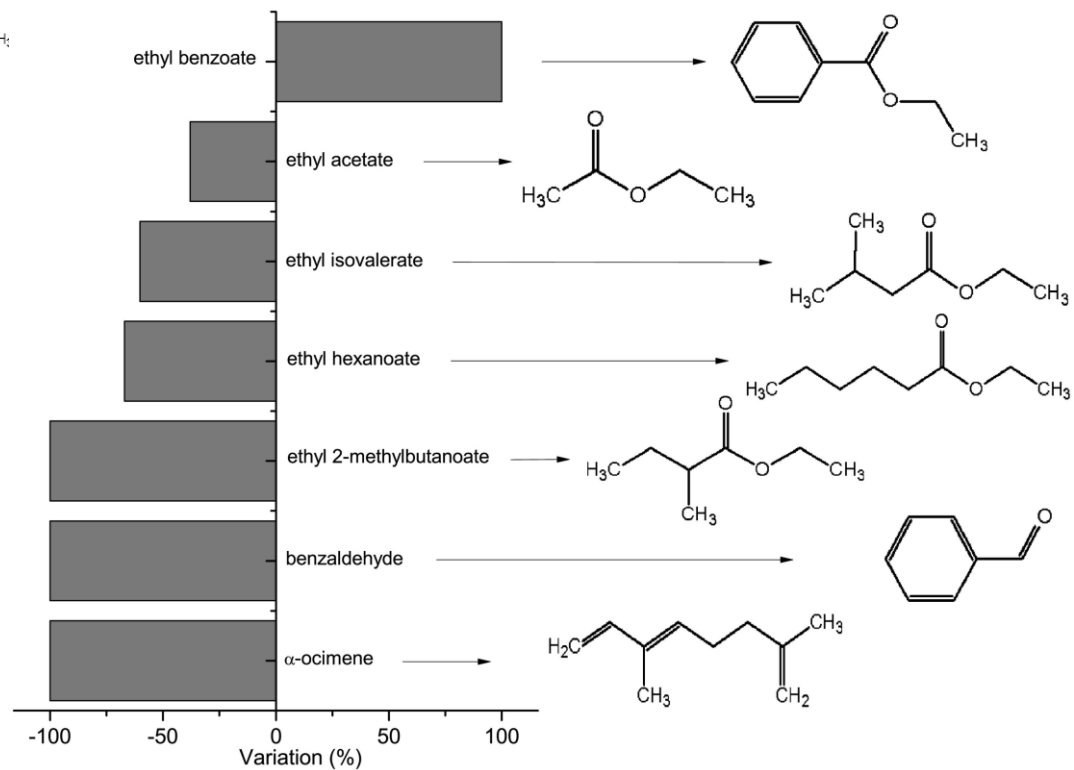 H₃
ethyl benzoate
O
O
CH₃
ethyl acetate
O
H₃C
O
CH₃
ethyl isovalerate
CH₃
O
H₃C
O
CH₃
ethyl hexanoate
O
H₃C
O
CH₃
ethyl 2-methylbutanoate
O
H₃C
O
CH₃
CH₃
benzaldehyde
O
α-ocimene
H₂C
CH₃
CH₃
CH₂
-100 -50 0 50 100
Variation (%)